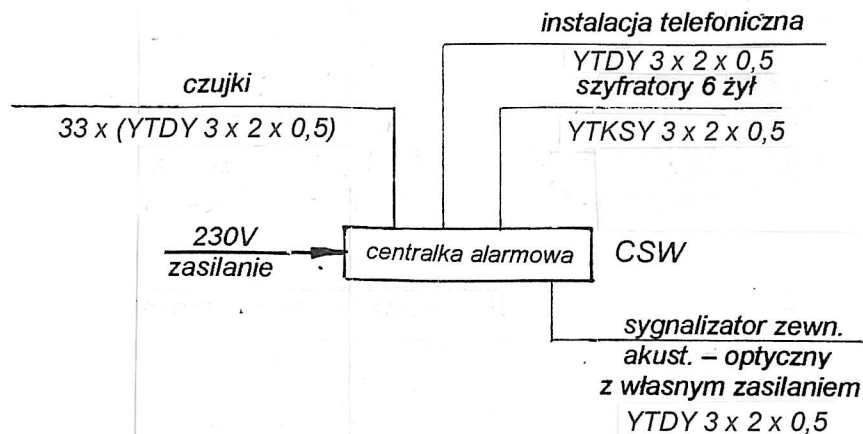 instalacja telefoniczna
YTDY 3 x 2 x 0,5
szyfratory 6 żył
YTKSY 3 x 2 x 0,5
czujki
33 x (YTDY 3 x 2 x 0,5)
230V
zasilanie
centralka alarmowa
CSW
sygnalizator zewn.
akust. – optyczny
z własnym zasilaniem
YTDY 3 x 2 x 0,5